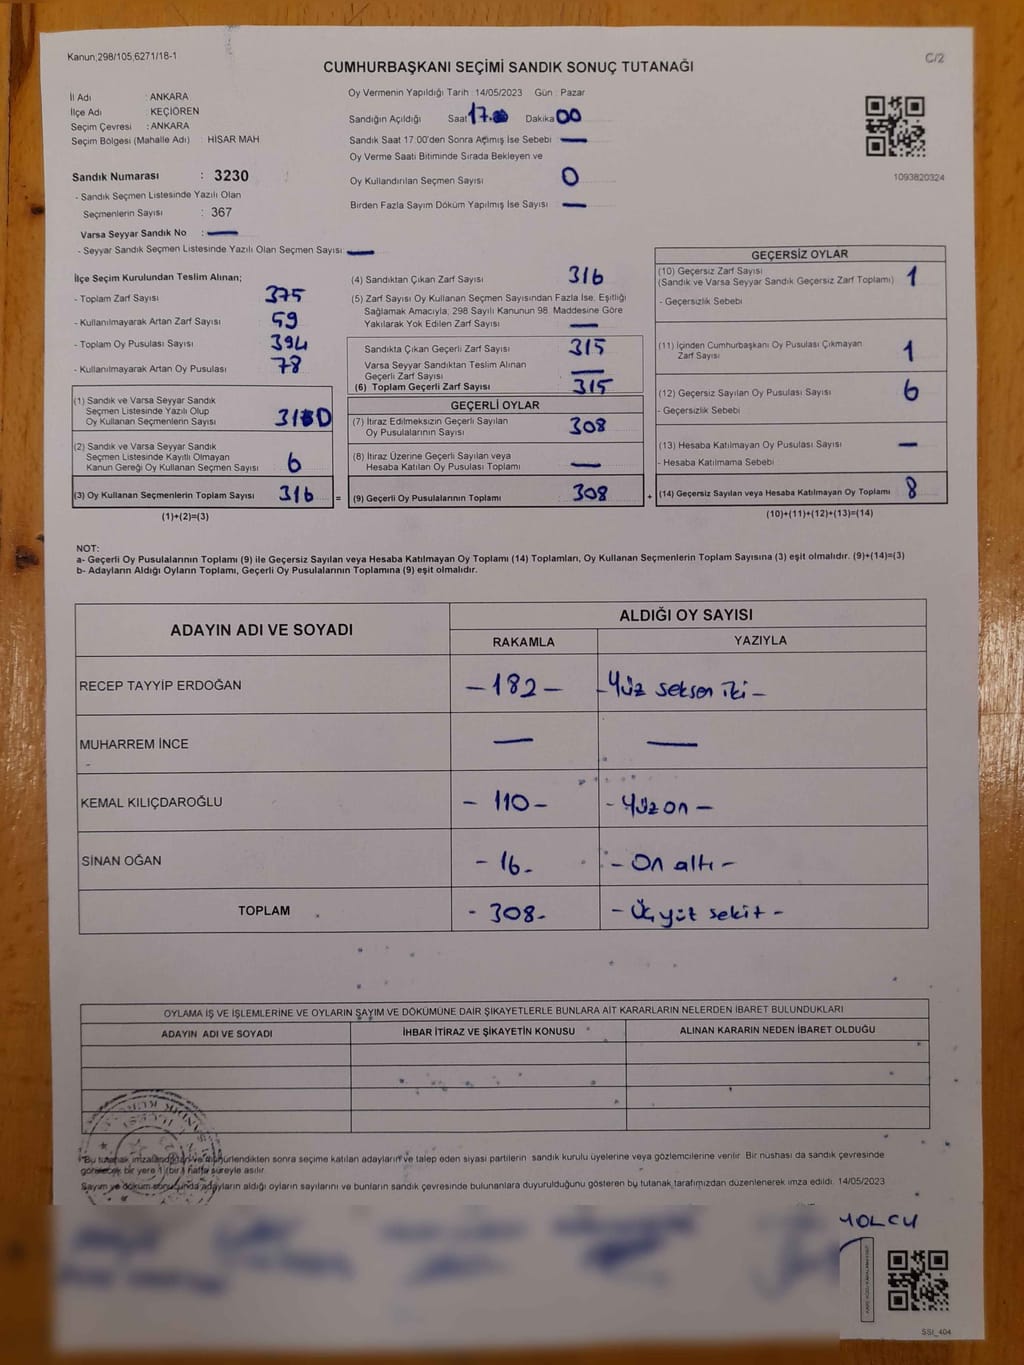 Kanun;298/105,6271/18-1
C/2
CUMHURBAŞKANI SEÇİMİ SANDIK SONUÇ TUTANAĞI
İl Adı : ANKARA
İlçe Adı : KEÇİÖREN
Seçim Çevresi : ANKARA
Seçim Bölgesi (Mahalle Adı) HİSAR MAH
Sandık Numarası : 3230
- Sandık Seçmen Listesinde Yazılı Olan
Seçmenlerin Sayısı : 367
Varsa Seyyar Sandık No : —
- Seyyar Sandık Seçmen Listesinde Yazılı Olan Seçmen Sayısı: —
Oy Vermenin Yapıldığı Tarih : 14/05/2023 Gün : Pazar
Sandığın Açıldığı Saat 17.00 Dakika 00
Sandık Saat 17:00'den Sonra Açılmış İse Sebebi —
Oy Verme Saati Bitiminde Sırada Bekleyen ve
Oy Kullandırılan Seçmen Sayısı 0
Birden Fazla Sayım Döküm Yapılmış İse Sayısı —
1093820324
İlçe Seçim Kurulundan Teslim Alınan;
- Toplam Zarf Sayısı 375
- Kullanılmayarak Artan Zarf Sayısı 59
- Toplam Oy Pusulası Sayısı 394
- Kullanılmayarak Artan Oy Pusulası 78
(1) Sandık ve Varsa Seyyar Sandık
Seçmen Listesinde Yazılı Olup
Oy Kullanan Seçmenlerin Sayısı
(2) Sandık ve Varsa Seyyar Sandık
Seçmen Listesinde Kayıtlı Olmayan
Kanun Gereği Oy Kullanan Seçmen Sayısı 6
(3) Oy Kullanan Seçmenlerin Toplam Sayısı 316 =
(1)+(2)=(3)
(4) Sandıktan Çıkan Zarf Sayısı 316
(5) Zarf Sayısı Oy Kullanan Seçmen Sayısından Fazla İse, Eşitliği
Sağlamak Amacıyla, 298 Sayılı Kanunun 98. Maddesine Göre
Yakılarak Yok Edilen Zarf Sayısı —
Sandıkta Çıkan Geçerli Zarf Sayısı 315
Varsa Seyyar Sandıktan Teslim Alınan
Geçerli Zarf Sayısı —
(6) Toplam Geçerli Zarf Sayısı 315
GEÇERLİ OYLAR
(7) İtiraz Edilmeksizin Geçerli Sayılan
Oy Pusulalarının Sayısı 308
(8) İtiraz Üzerine Geçerli Sayılan veya
Hesaba Katılan Oy Pusulası Toplamı —
(9) Geçerli Oy Pusulalarının Toplamı 308 +
GEÇERSİZ OYLAR
(10) Geçersiz Zarf Sayısı
(Sandık ve Varsa Seyyar Sandık Geçersiz Zarf Toplamı) 1
- Geçersizlik Sebebi
(11) İçinden Cumhurbaşkanı Oy Pusulası Çıkmayan
Zarf Sayısı 1
(12) Geçersiz Sayılan Oy Pusulası Sayısı 6
- Geçersizlik Sebebi
(13) Hesaba Katılmayan Oy Pusulası Sayısı —
- Hesaba Katılmama Sebebi
(14) Geçersiz Sayılan veya Hesaba Katılmayan Oy Toplamı 8
(10)+(11)+(12)+(13)=(14)
NOT:
a- Geçerli Oy Pusulalarının Toplamı (9) ile Geçersiz Sayılan veya Hesaba Katılmayan Oy Toplamı (14) Toplamları, Oy Kullanan Seçmenlerin Toplam Sayısına (3) eşit olmalıdır. (9)+(14)=(3)
b- Adayların Aldığı Oyların Toplamı, Geçerli Oy Pusulalarının Toplamına (9) eşit olmalıdır.
ADAYIN ADI VE SOYADI
ALDIĞI OY SAYISI
RAKAMLA YAZIYLA
RECEP TAYYİP ERDOĞAN -182- -Yüz seksen iki-
MUHARREM İNCE — —
KEMAL KILIÇDAROĞLU -110- -Yüz on-
SİNAN OĞAN -16- -On altı-
TOPLAM -308- -Üç yüz sekiz-
OYLAMA İŞ VE İŞLEMLERİNE VE OYLARIN SAYIM VE DÖKÜMÜNE DAİR ŞİKAYETLERLE BUNLARA AİT KARARLARIN NELERDEN İBARET BULUNDUKLARI
ADAYIN ADI VE SOYADI İHBAR İTİRAZ VE ŞİKAYETİN KONUSU ALINAN KARARIN NEDEN İBARET OLDUĞU
*Bu tutanak imzalandıktan ve mühürlendikten sonra seçime katılan adayların ve talep eden siyasi partilerin sandık kurulu üyelerine veya gözlemcilerine verilir. Bir nüshası da sandık çevresinde
görülecek bir yere 1 (bir) hafta süreyle asılır.
Sayım ve döküm sonucunda adayların aldığı oyların sayılarını ve bunların sandık çevresinde bulunanlara duyurulduğunu gösteren bu tutanak tarafımızdan düzenlenerek imza edildi. 14/05/2023
YOLCU
SSI_404